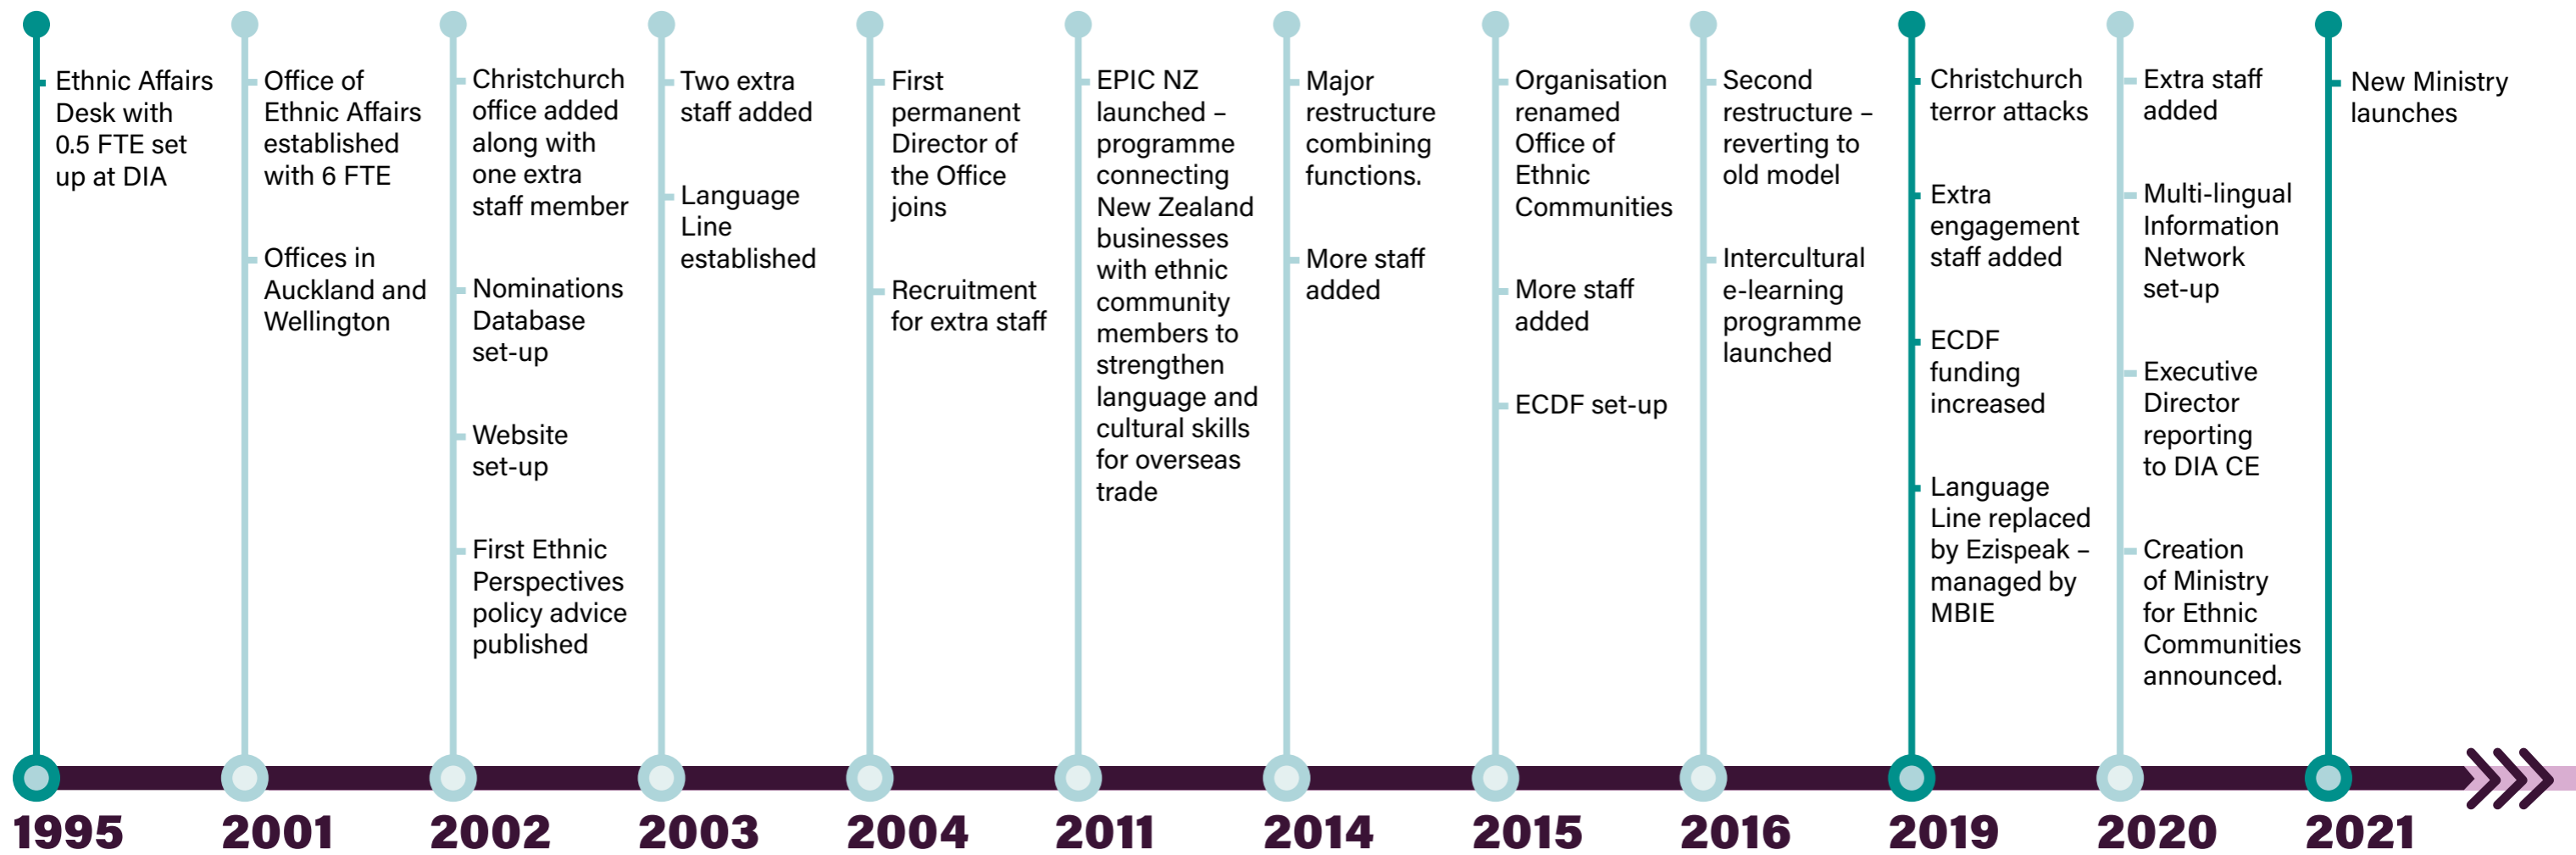 Ethnic Affairs
Desk with
0.5 FTE set
up at DIA
Office of
Ethnic Affairs
established
with 6 FTE
Offices in
Auckland and
Wellington
Christchurch
office added
along with
one extra
staff member
Nominations
Database
set-up
Website
set-up
First Ethnic
Perspectives
policy advice
published
Two extra
staff added
Language
Line
established
First
permanent
Director of
the Office
joins
Recruitment
for extra staff
EPIC NZ
launched –
programme
connecting
New Zealand
businesses
with ethnic
community
members to
strengthen
language and
cultural skills
for overseas
trade
Major
restructure
combining
functions.
More staff
added
Organisation
renamed
Office of
Ethnic
Communities
More staff
added
ECDF set-up
Second
restructure –
reverting to
old model
Intercultural
e-learning
programme
launched
Christchurch
terror attacks
Extra
engagement
staff added
ECDF
funding
increased
Language
Line replaced
by Ezispeak –
managed by
MBIE
Extra staff
added
Multi-lingual
Information
Network
set-up
Executive
Director
reporting
to DIA CE
Creation
of Ministry
for Ethnic
Communities
announced.
New Ministry
launches
1995 2001 2002 2003 2004 2011 2014 2015 2016 2019 2020 2021